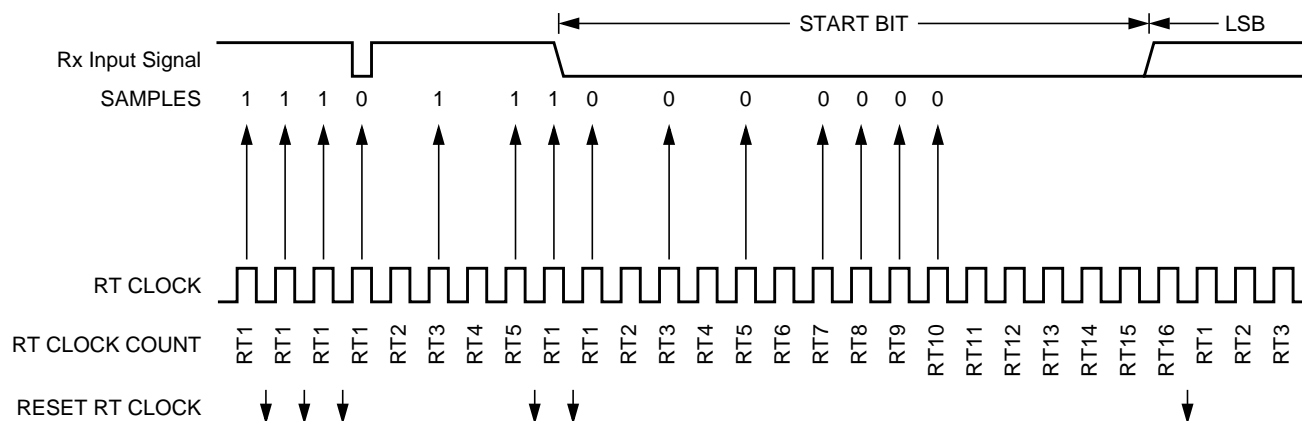 START BIT LSB
Rx Input Signal
SAMPLES 1 1 1 0 1 1 1 0 0 0 0 0 0 0
RT CLOCK
RT CLOCK COUNT RT1 RT1 RT1 RT1 RT2 RT3 RT4 RT5 RT1 RT1 RT2 RT3 RT4 RT5 RT6 RT7 RT8 RT9 RT10 RT11 RT12 RT13 RT14 RT15 RT16 RT1 RT2 RT3
RESET RT CLOCK